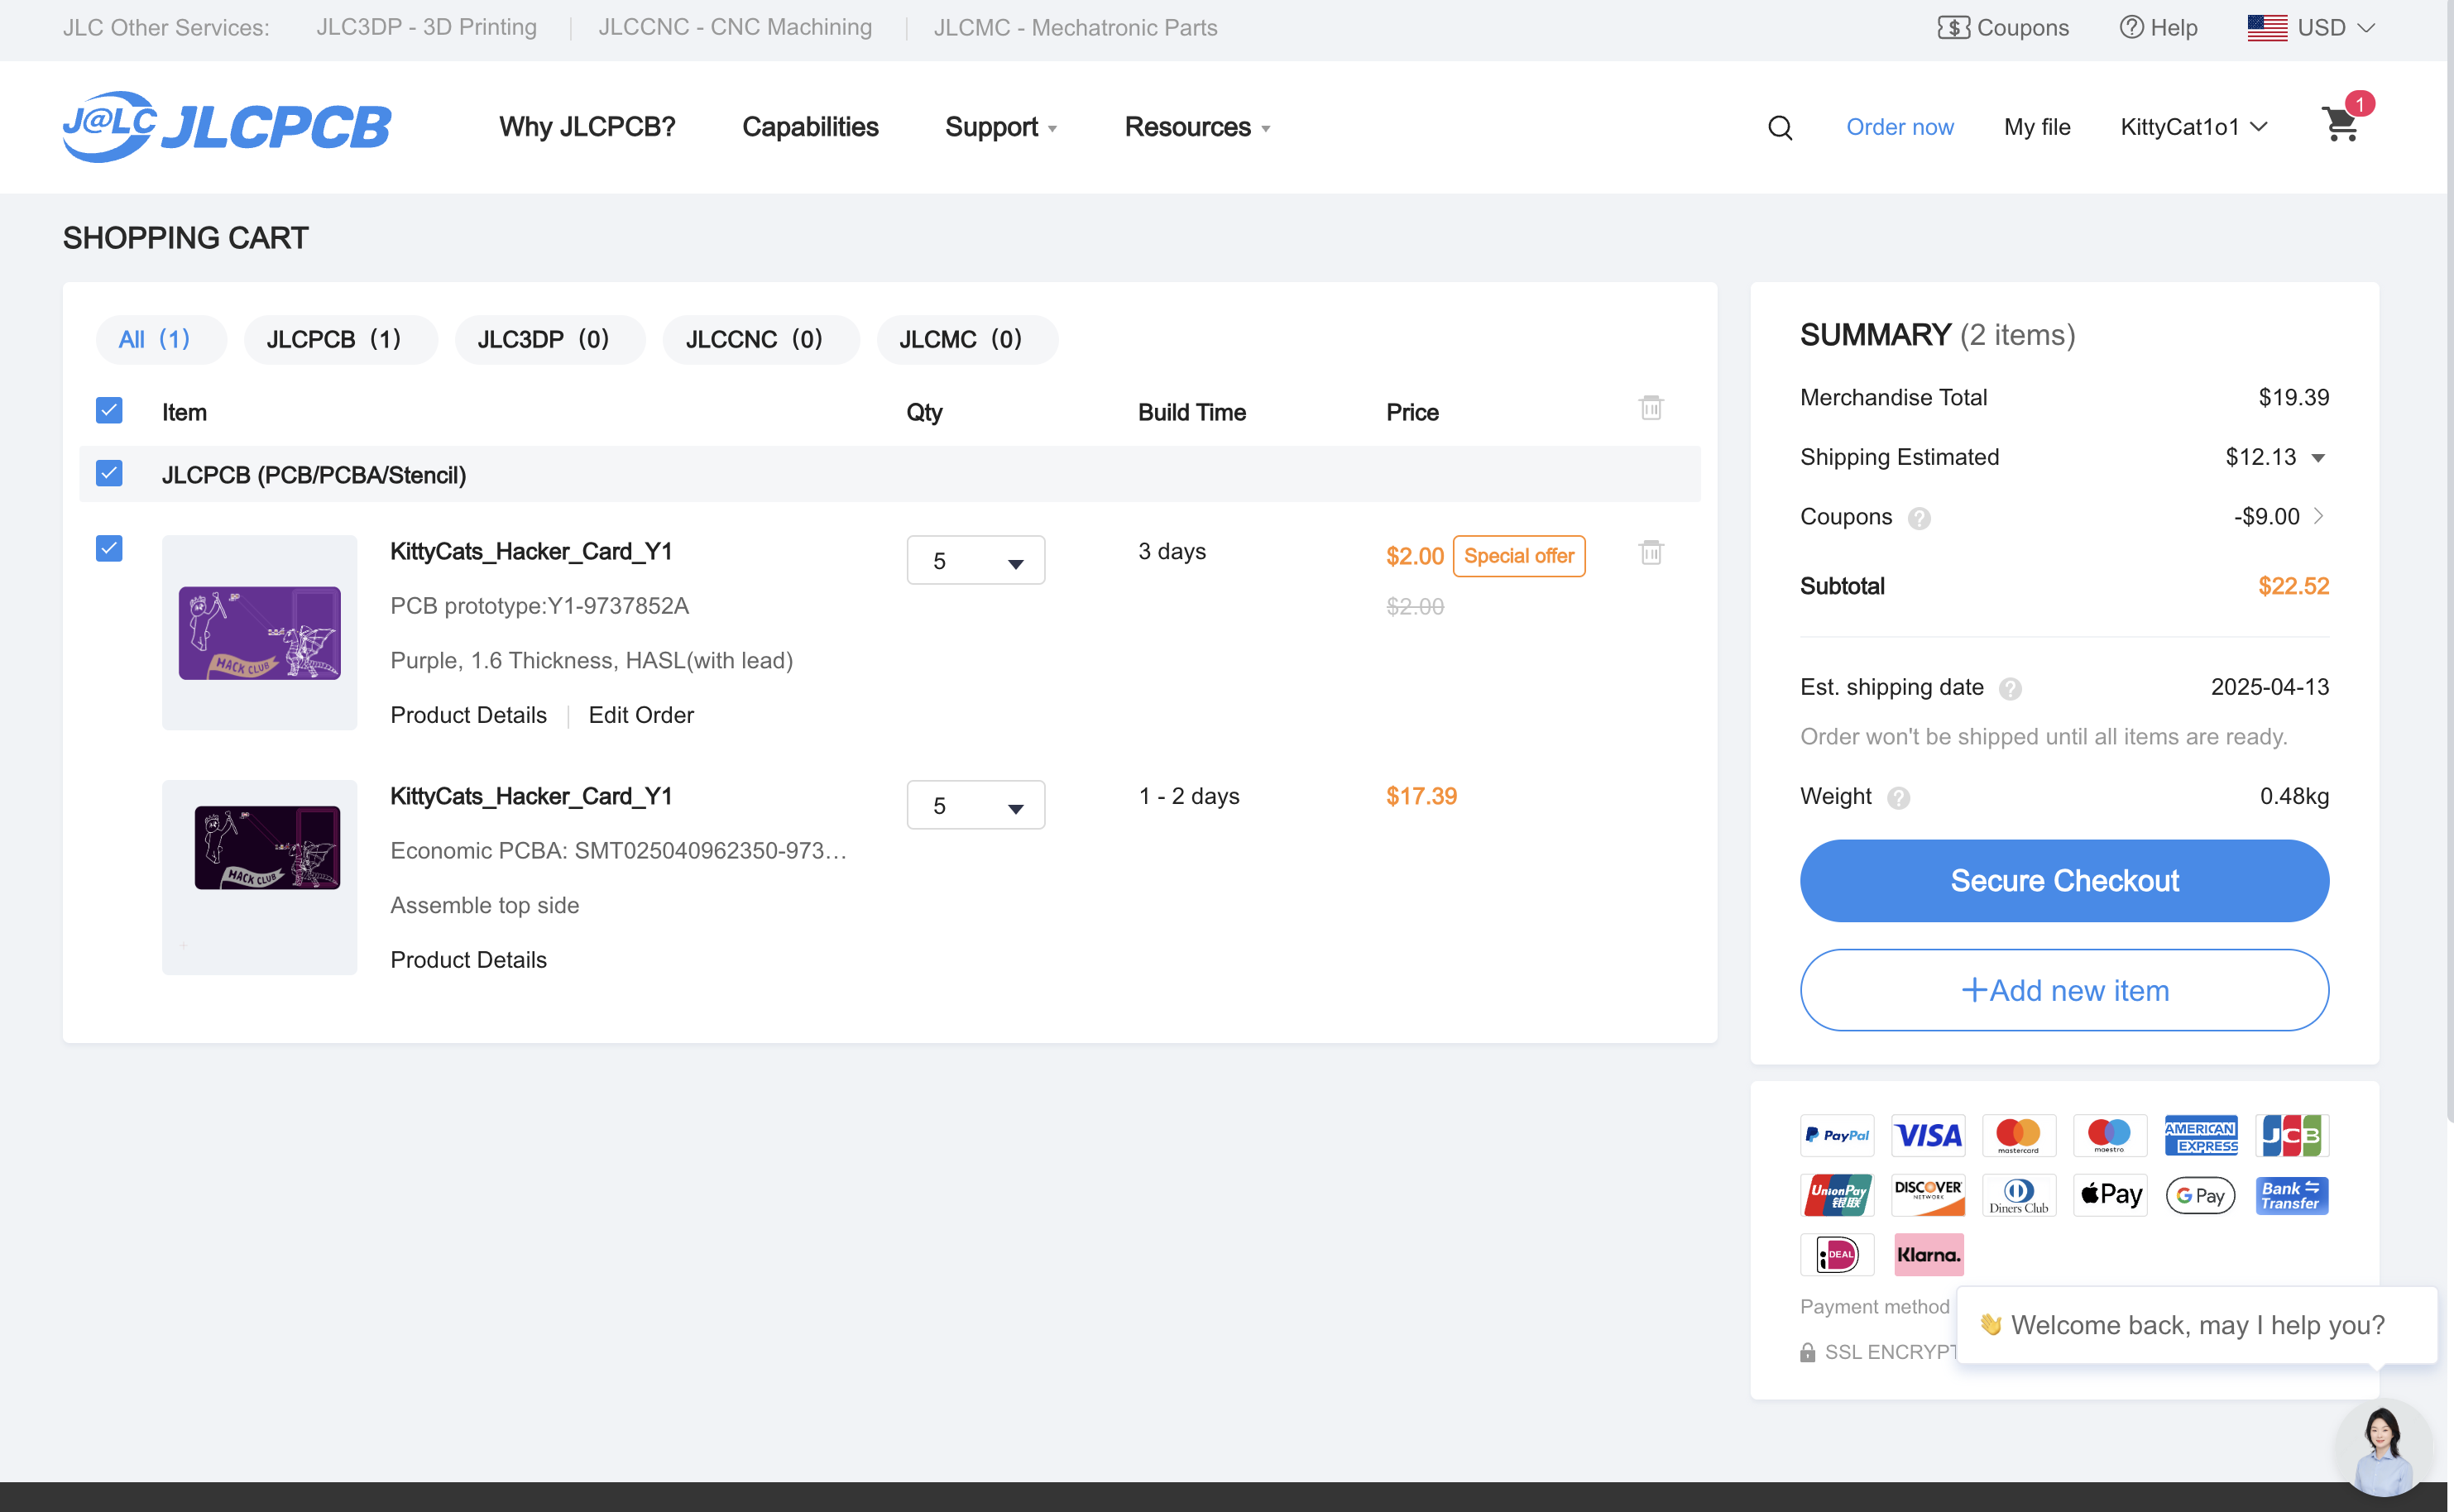 JLC Other Services: JLC3DP - 3D Printing JLCCNC - CNC Machining JLCMC - Mechatronic Parts Coupons Help USD
J@LC JLCPCB Why JLCPCB? Capabilities Support Resources Order now My file KittyCat1o1 1
SHOPPING CART
All (1) JLCPCB (1) JLC3DP (0) JLCCNC (0) JLCMC (0)
Item Qty Build Time Price
JLCPCB (PCB/PCBA/Stencil)
KittyCats_Hacker_Card_Y1 5 3 days $2.00 Special offer
$2.00
PCB prototype:Y1-9737852A
Purple, 1.6 Thickness, HASL(with lead)
Product Details Edit Order
HACK CLUB
KittyCats_Hacker_Card_Y1 5 1 - 2 days $17.39
Economic PCBA: SMT025040962350-973...
Assemble top side
Product Details
HACK CLUB
SUMMARY (2 items)
Merchandise Total $19.39
Shipping Estimated $12.13
Coupons ? -$9.00
Subtotal $22.52
Est. shipping date ? 2025-04-13
Order won't be shipped until all items are ready.
Weight ? 0.48kg
Secure Checkout
+Add new item
PayPal VISA mastercard maestro AMERICAN EXPRESS JCB
UnionPay 银联 DISCOVER NETWORK Diners Club Pay G Pay Bank Transfer
iDEAL Klarna.
Payment method
SSL ENCRYPT
👋 Welcome back, may I help you?